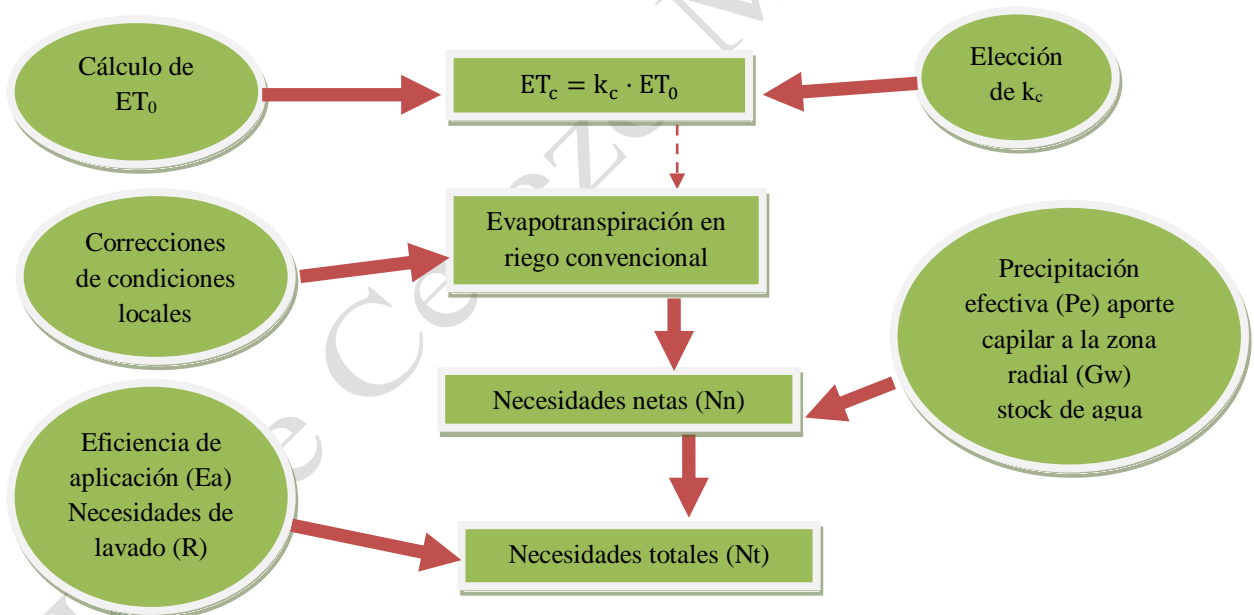 Cálculo de
ET₀
ETc = kc · ET₀
Elección
de kc
Correcciones
de condiciones
locales
Evapotranspiración en
riego convencional
Precipitación
efectiva (Pe) aporte
capilar a la zona
radial (Gw)
stock de agua
Necesidades netas (Nn)
Eficiencia de
aplicación (Ea)
Necesidades de
lavado (R)
Necesidades totales (Nt)